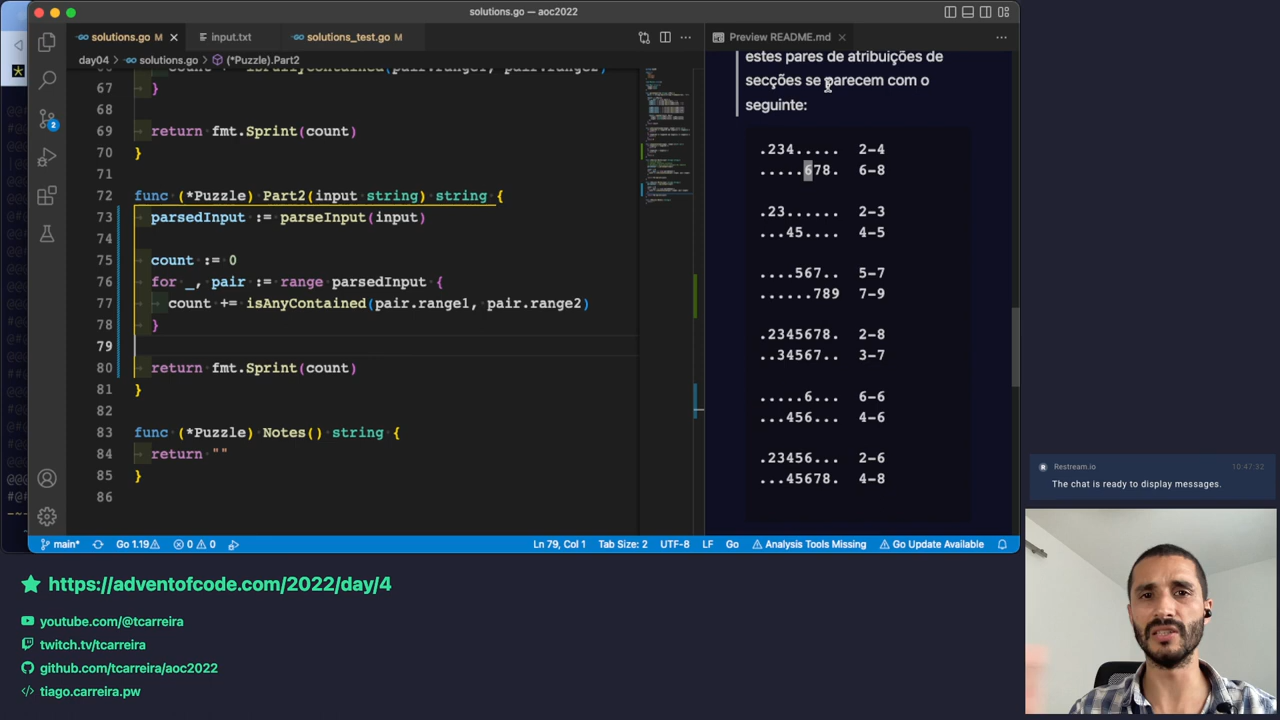 solutions.go — aoc2022
solutions.go M
input.txt
solutions_test.go M
Preview README.md
day04 > solutions.go > (*Puzzle).Part2
67 }
68
69 return fmt.Sprint(count)
70 }
71
72 func (*Puzzle) Part2(input string) string {
73 parsedInput := parseInput(input)
74
75 count := 0
76 for _, pair := range parsedInput {
77 count += isAnyContained(pair.range1, pair.range2)
78 }
79
80 return fmt.Sprint(count)
81 }
82
83 func (*Puzzle) Notes() string {
84 return ""
85 }
86
estes pares de atribuições de
secções se parecem com o
seguinte:
.234..... 2-4
.....678. 6-8
.23...... 2-3
...45.... 4-5
....567.. 5-7
......789 7-9
.2345678. 2-8
..34567.. 3-7
.....6... 6-6
...456... 4-6
.23456... 2-6
...45678. 4-8
2
main* Go 1.19 0 0 Ln 79, Col 1 Tab Size: 2 UTF-8 LF Go Analysis Tools Missing Go Update Available
Restream.io 10.47.32
The chat is ready to display messages.
https://adventofcode.com/2022/day/4
youtube.com/@tcarreira
twitch.tv/tcarreira
github.com/tcarreira/aoc2022
tiago.carreira.pw